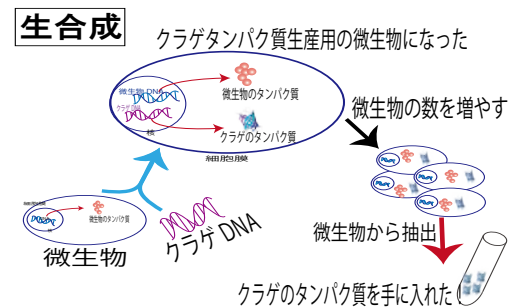 生合成
クラゲタンパク質生産用の微生物になった
微生物DNA
微生物のタンパク質
クラゲDNA
核
クラゲのタンパク質
細胞膜
微生物の数を増やす
微生物のタンパク質
核
微生物
クラゲDNA
微生物から抽出
クラゲのタンパク質を手に入れた